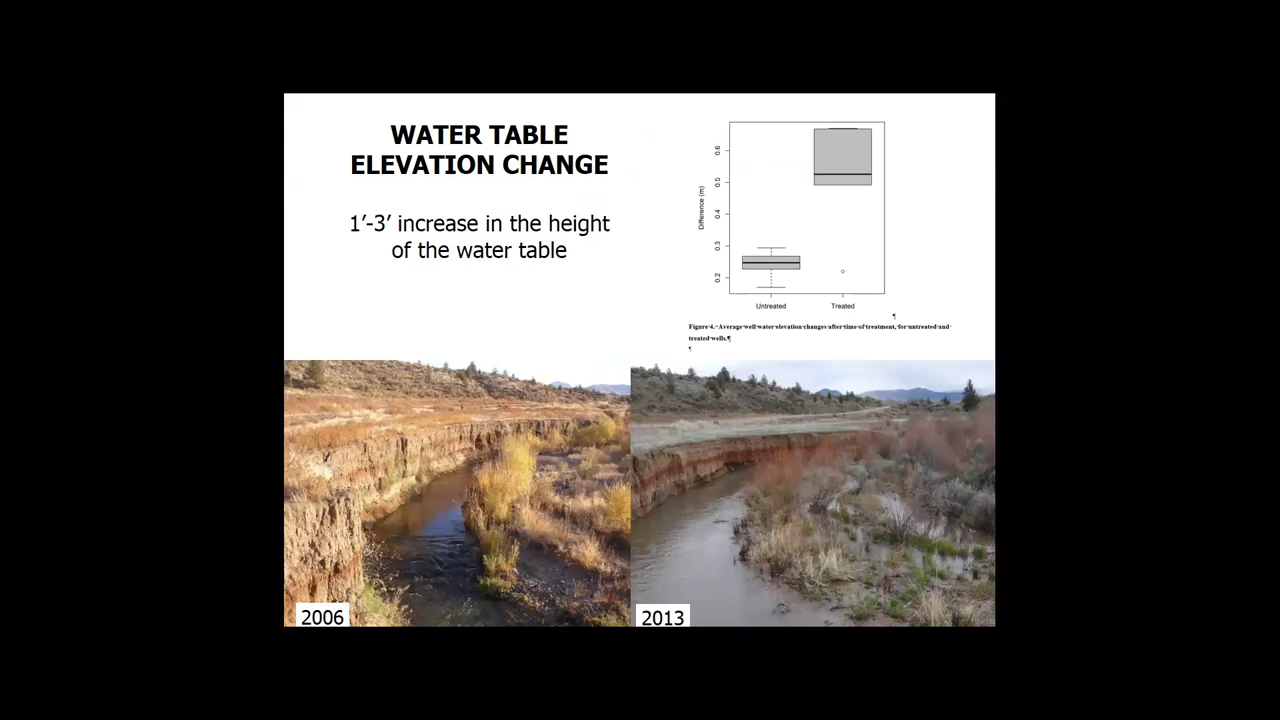 WATER TABLE
ELEVATION CHANGE
1’-3’ increase in the height
of the water table
Difference (m)
0.6
0.5
0.4
0.3
0.2
Untreated
Treated
¶
Figure·4.··Average·well·water·elevation·changes·after·time·of·treatment,·for·untreated·and·
treated·wells.¶
¶
2006
2013